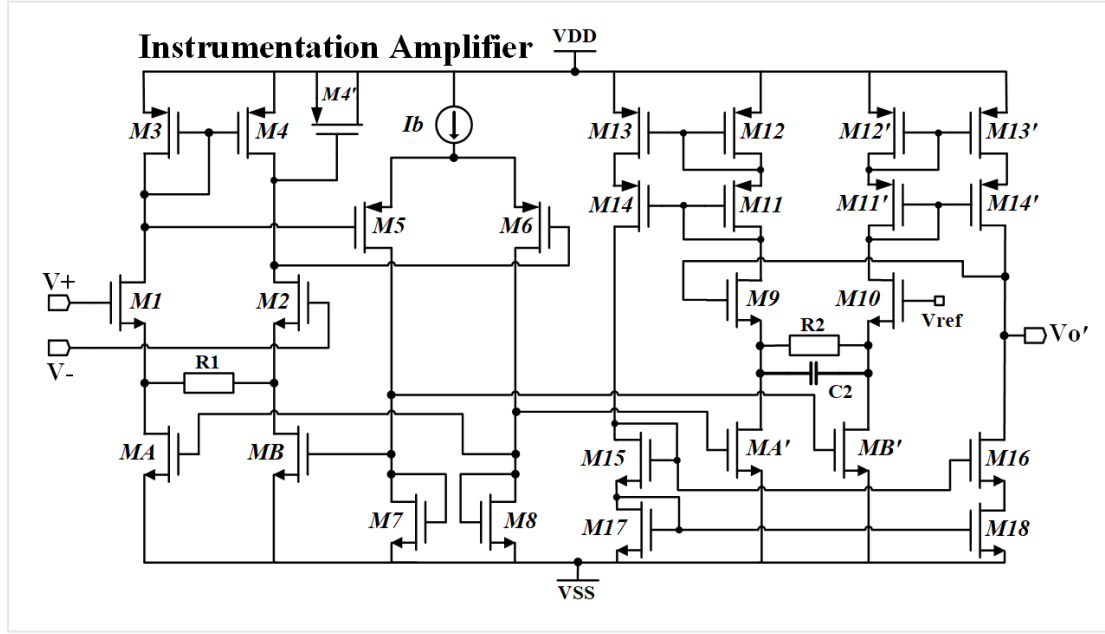 Instrumentation Amplifier
VDD
M3
M4
M4'
Ib
M13
M12
M12'
M13'
M5
M6
M14
M11
M11'
M14'
V+
M1
M2
M9
M10
Vref
V-
R1
R2
Vo'
C2
MA
MB
MA'
MB'
M15
M16
M7
M8
M17
M18
VSS